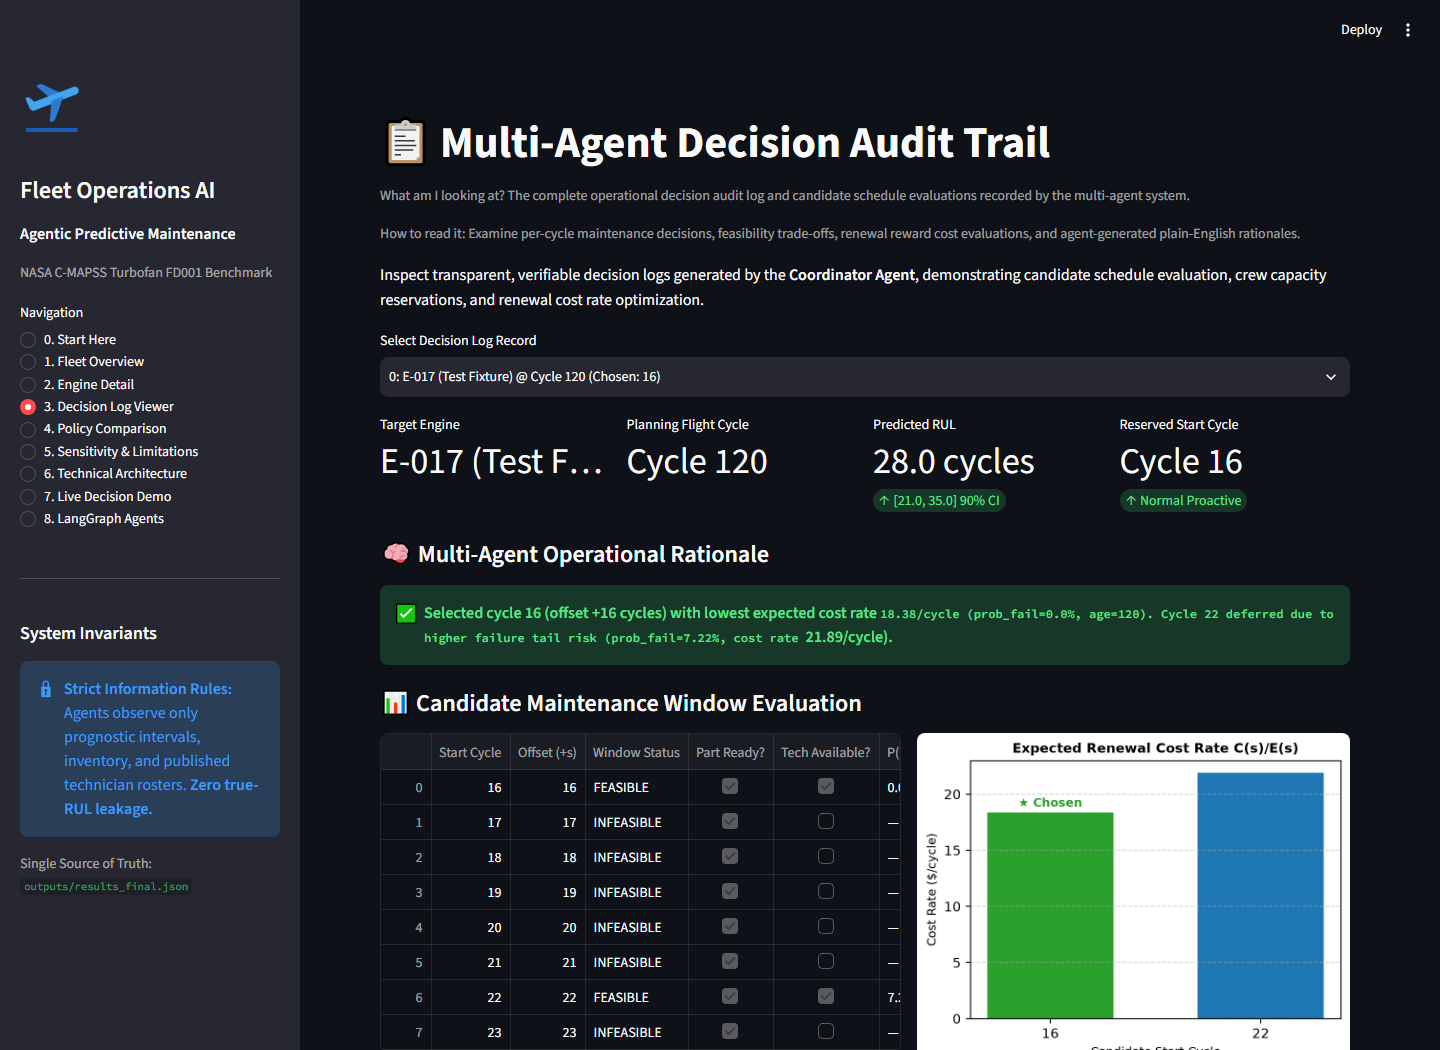 Deploy
Fleet Operations AI
Agentic Predictive Maintenance
NASA C-MAPSS Turbofan FD001 Benchmark
Navigation
0. Start Here
1. Fleet Overview
2. Engine Detail
3. Decision Log Viewer
4. Policy Comparison
5. Sensitivity & Limitations
6. Technical Architecture
7. Live Decision Demo
8. LangGraph Agents
System Invariants
Strict Information Rules:
Agents observe only
prognostic intervals,
inventory, and published
technician rosters. Zero true-
RUL leakage.
Single Source of Truth:
outputs/results_final.json
Multi-Agent Decision Audit Trail
What am I looking at? The complete operational decision audit log and candidate schedule evaluations recorded by the multi-agent system.
How to read it: Examine per-cycle maintenance decisions, feasibility trade-offs, renewal reward cost evaluations, and agent-generated plain-English rationales.
Inspect transparent, verifiable decision logs generated by the Coordinator Agent, demonstrating candidate schedule evaluation, crew capacity
reservations, and renewal cost rate optimization.
Select Decision Log Record
0: E-017 (Test Fixture) @ Cycle 120 (Chosen: 16)
Target Engine Planning Flight Cycle Predicted RUL Reserved Start Cycle
E-017 (Test F... Cycle 120 28.0 cycles Cycle 16
↑ [21.0, 35.0] 90% CI ↑ Normal Proactive
Multi-Agent Operational Rationale
Selected cycle 16 (offset +16 cycles) with lowest expected cost rate 18.38/cycle (prob_fail=0.0%, age=120). Cycle 22 deferred due to
higher failure tail risk (prob_fail=7.22%, cost rate 21.89/cycle).
Candidate Maintenance Window Evaluation
Start Cycle Offset (+s) Window Status Part Ready? Tech Available? P(
0 16 16 FEASIBLE 0.0
1 17 17 INFEASIBLE —
2 18 18 INFEASIBLE —
3 19 19 INFEASIBLE —
4 20 20 INFEASIBLE —
5 21 21 INFEASIBLE —
6 22 22 FEASIBLE 7.2
7 23 23 INFEASIBLE —
Expected Renewal Cost Rate C(s)/E(s)
★ Chosen
Cost Rate ($/cycle)
20
15
10
5
0
16 22
Candidate Start Cycle